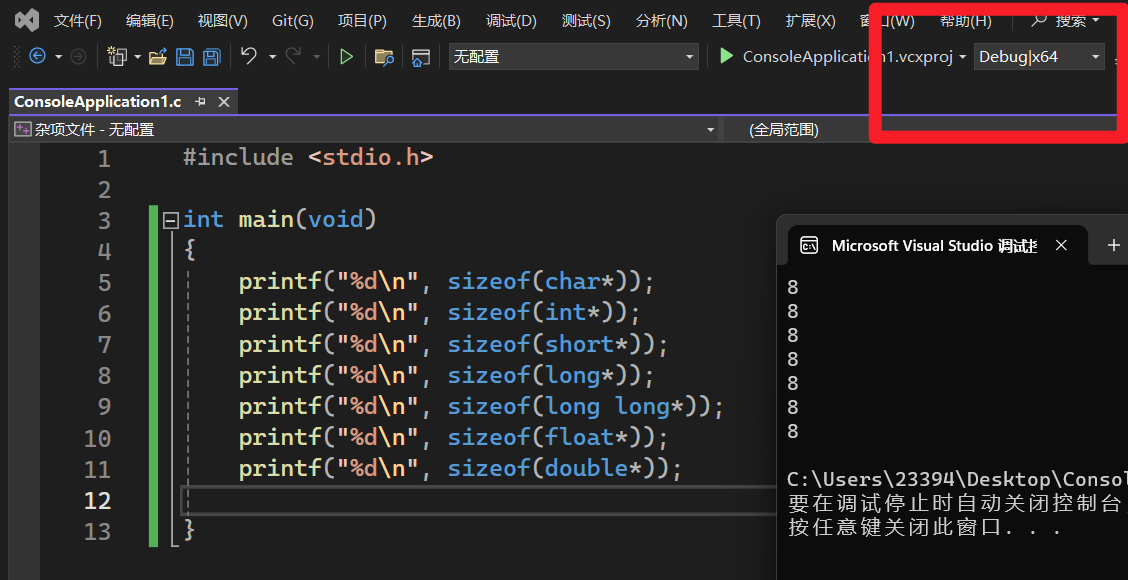 文件(F) 编辑(E) 视图(V) Git(G) 项目(P) 生成(B) 调试(D) 测试(S) 分析(N) 工具(T) 扩展(X) 窗口(W) 帮助(H) 搜索
无配置 ConsoleApplication1.vcxproj Debug|x64
ConsoleApplication1.c
杂项文件 - 无配置 (全局范围)
1 #include <stdio.h>
2
3 int main(void)
4 {
5 printf("%d\n", sizeof(char*));
6 printf("%d\n", sizeof(int*));
7 printf("%d\n", sizeof(short*));
8 printf("%d\n", sizeof(long*));
9 printf("%d\n", sizeof(long long*));
10 printf("%d\n", sizeof(float*));
11 printf("%d\n", sizeof(double*));
12
13 }
Microsoft Visual Studio 调试
8
8
8
8
8
8
8
C:\Users\23394\Desktop\Consol
要在调试停止时自动关闭控制台
按任意键关闭此窗口. . .